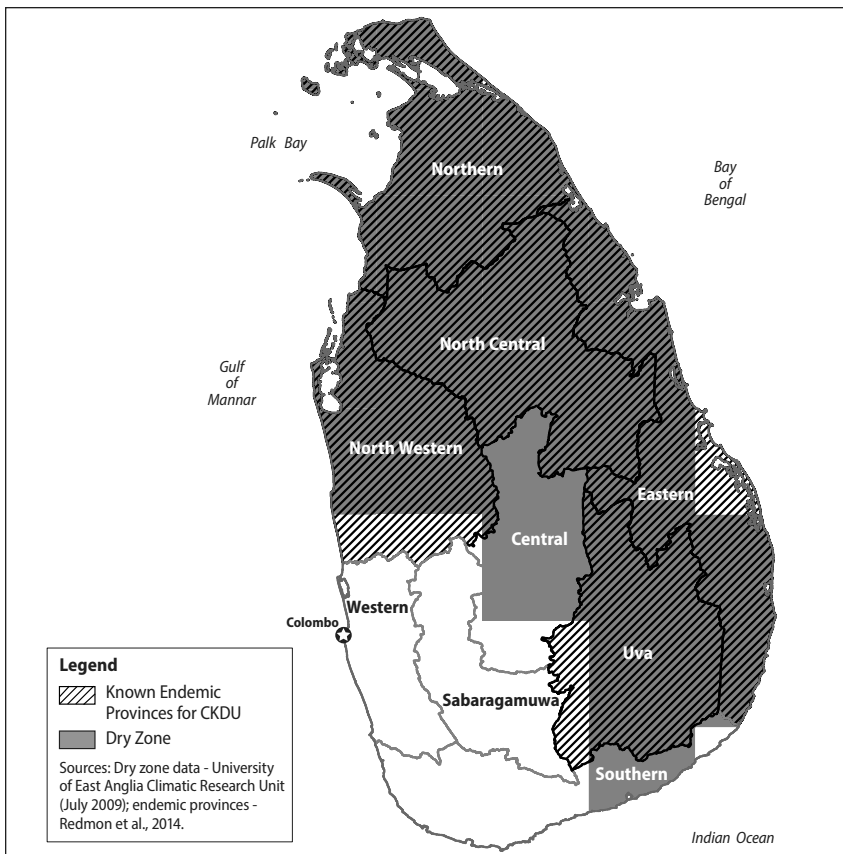 Palk Bay
Northern
Bay
of
Bengal
North Central
Gulf
of
Mannar
North Western
Eastern
Central
Western
Colombo
Uva
Sabaragamuwa
Southern
Indian Ocean
Legend
Known Endemic
Provinces for CKDU
Dry Zone
Sources: Dry zone data - University
of East Anglia Climatic Research Unit
(July 2009); endemic provinces -
Redmon et al., 2014.